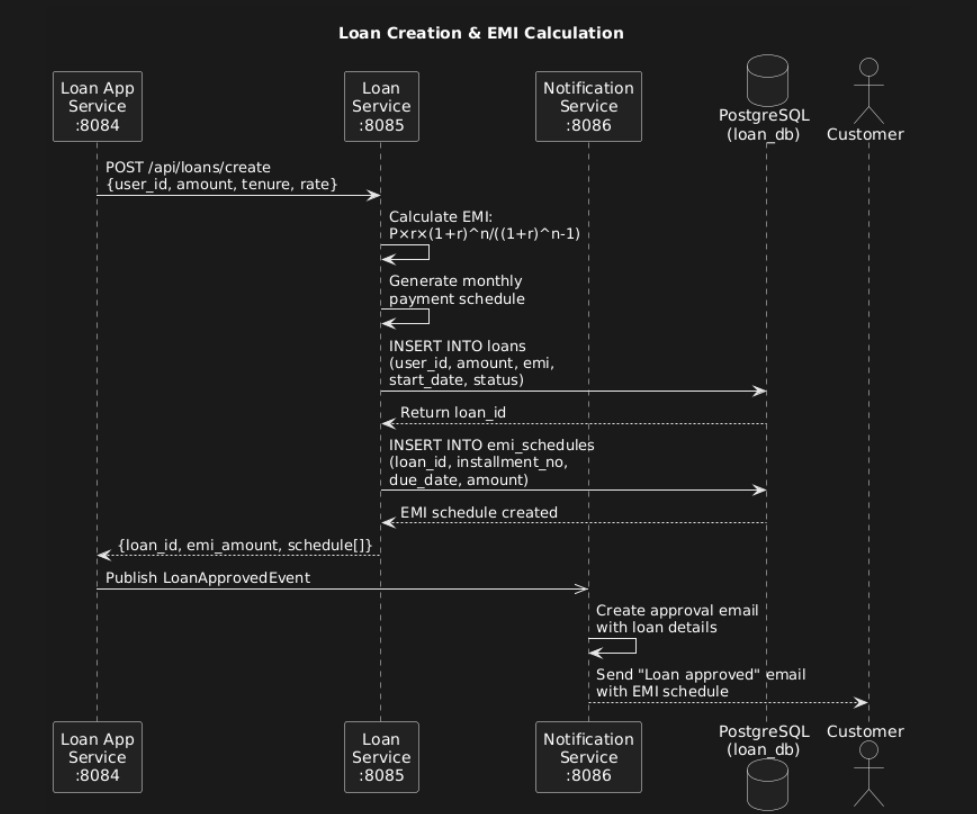 Loan Creation & EMI Calculation
Loan App
Service
:8084
Loan
Service
:8085
Notification
Service
:8086
PostgreSQL
(loan_db)
Customer
POST /api/loans/create
{user_id, amount, tenure, rate}
Calculate EMI:
P×r×(1+r)^n/((1+r)^n-1)
Generate monthly
payment schedule
INSERT INTO loans
(user_id, amount, emi,
start_date, status)
Return loan_id
INSERT INTO emi_schedules
(loan_id, installment_no,
due_date, amount)
EMI schedule created
{loan_id, emi_amount, schedule[]}
Publish LoanApprovedEvent
Create approval email
with loan details
Send "Loan approved" email
with EMI schedule
Loan App
Service
:8084
Loan
Service
:8085
Notification
Service
:8086
PostgreSQL
(loan_db)
Customer